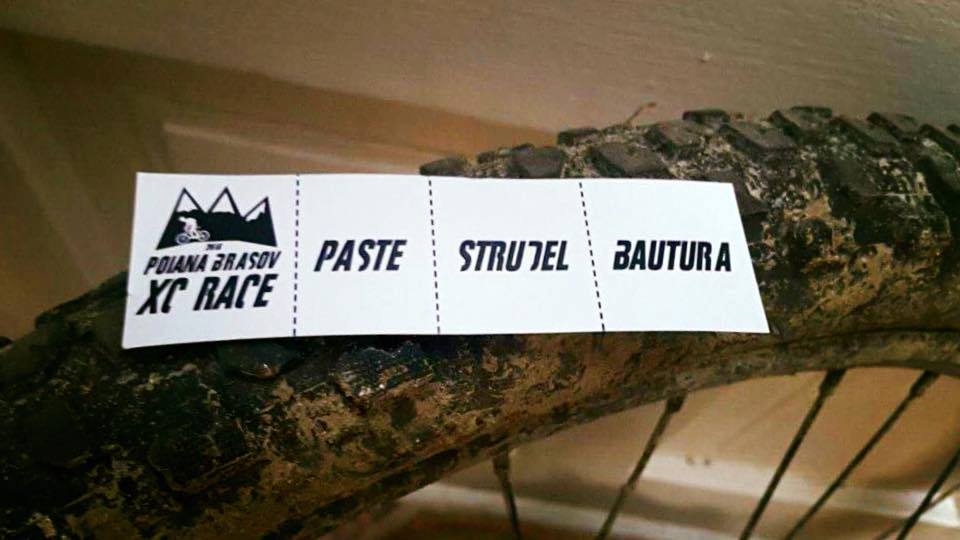 POIANA BRASOV
XC RACE
PASTE
STRUDEL
BAUTURA